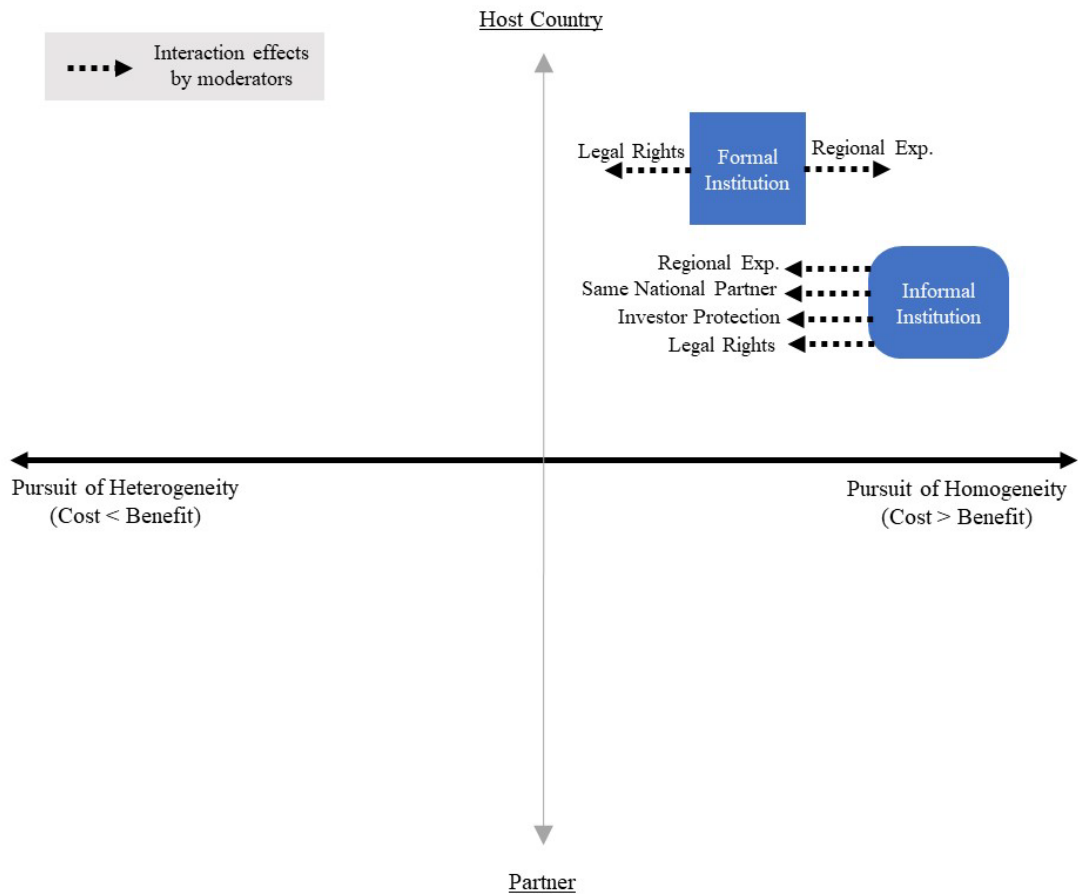 Host Country
Interaction effects
by moderators
Legal Rights
Formal
Institution
Regional Exp.
Regional Exp.
Same National Partner
Investor Protection
Legal Rights
Informal
Institution
Pursuit of Heterogeneity
(Cost < Benefit)
Pursuit of Homogeneity
(Cost > Benefit)
Partner